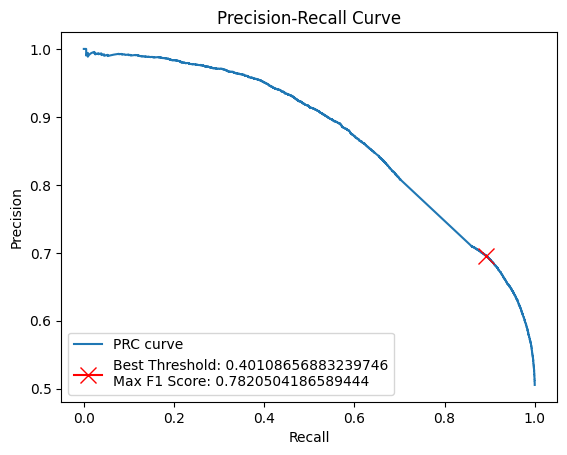 Precision-Recall Curve
1.0
0.9
0.8
0.7
0.6
0.5
Precision
PRC curve
Best Threshold: 0.40108656883239746
Max F1 Score: 0.7820504186589444
0.0 0.2 0.4 0.6 0.8 1.0
Recall